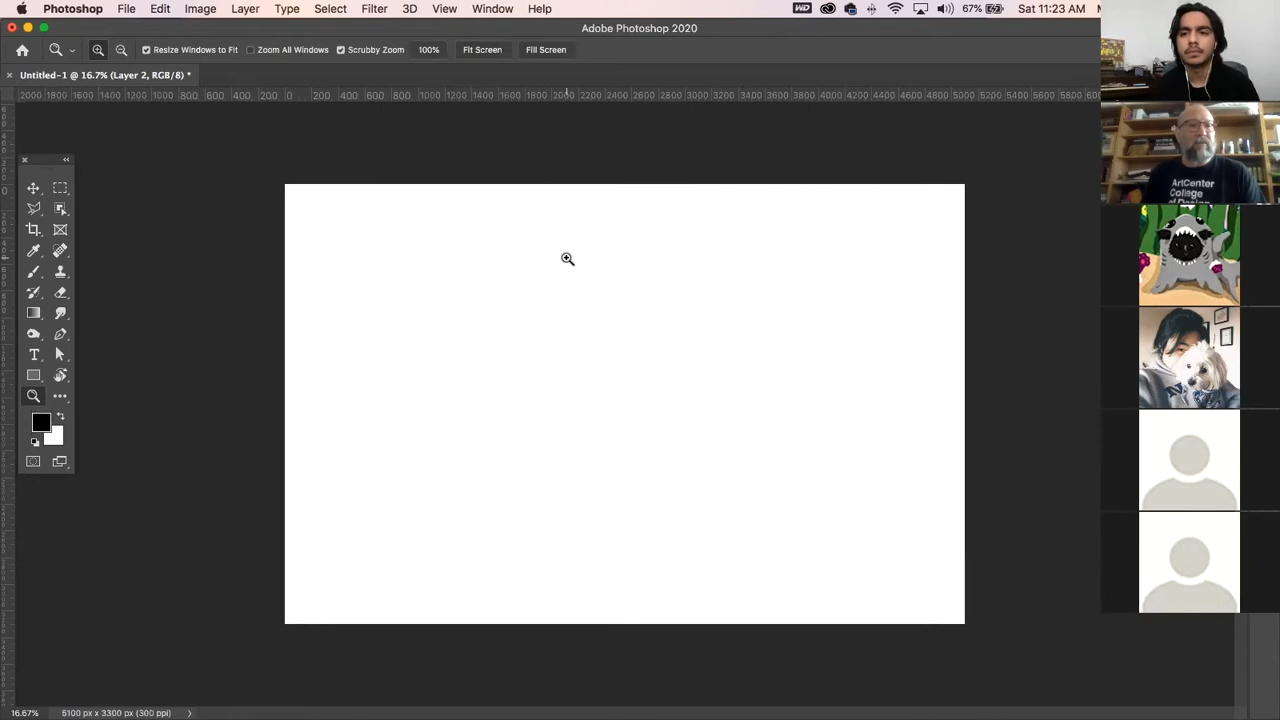 Photoshop File Edit Image Layer Type Select Filter 3D View Window Help WD 67% Sat 11:23 AM
Adobe Photoshop 2020
Resize Windows to Fit Zoom All Windows Scrubby Zoom 100% Fit Screen Fill Screen
Untitled-1 @ 16.7% (Layer 2, RGB/8) *
2000 1800 1600 1400 1200 1000 800 600 400 200 0 200 400 600 800 1000 1200 1400 1600 1800 2000 2200 2400 2600 2800 3000 3200 3400 3600 3800 4000 4200 4400 4600 4800 5000 5200 5400 5600 5800
ArtCenter
College
of Design
T
16.67% 5100 px x 3300 px (300 ppi)